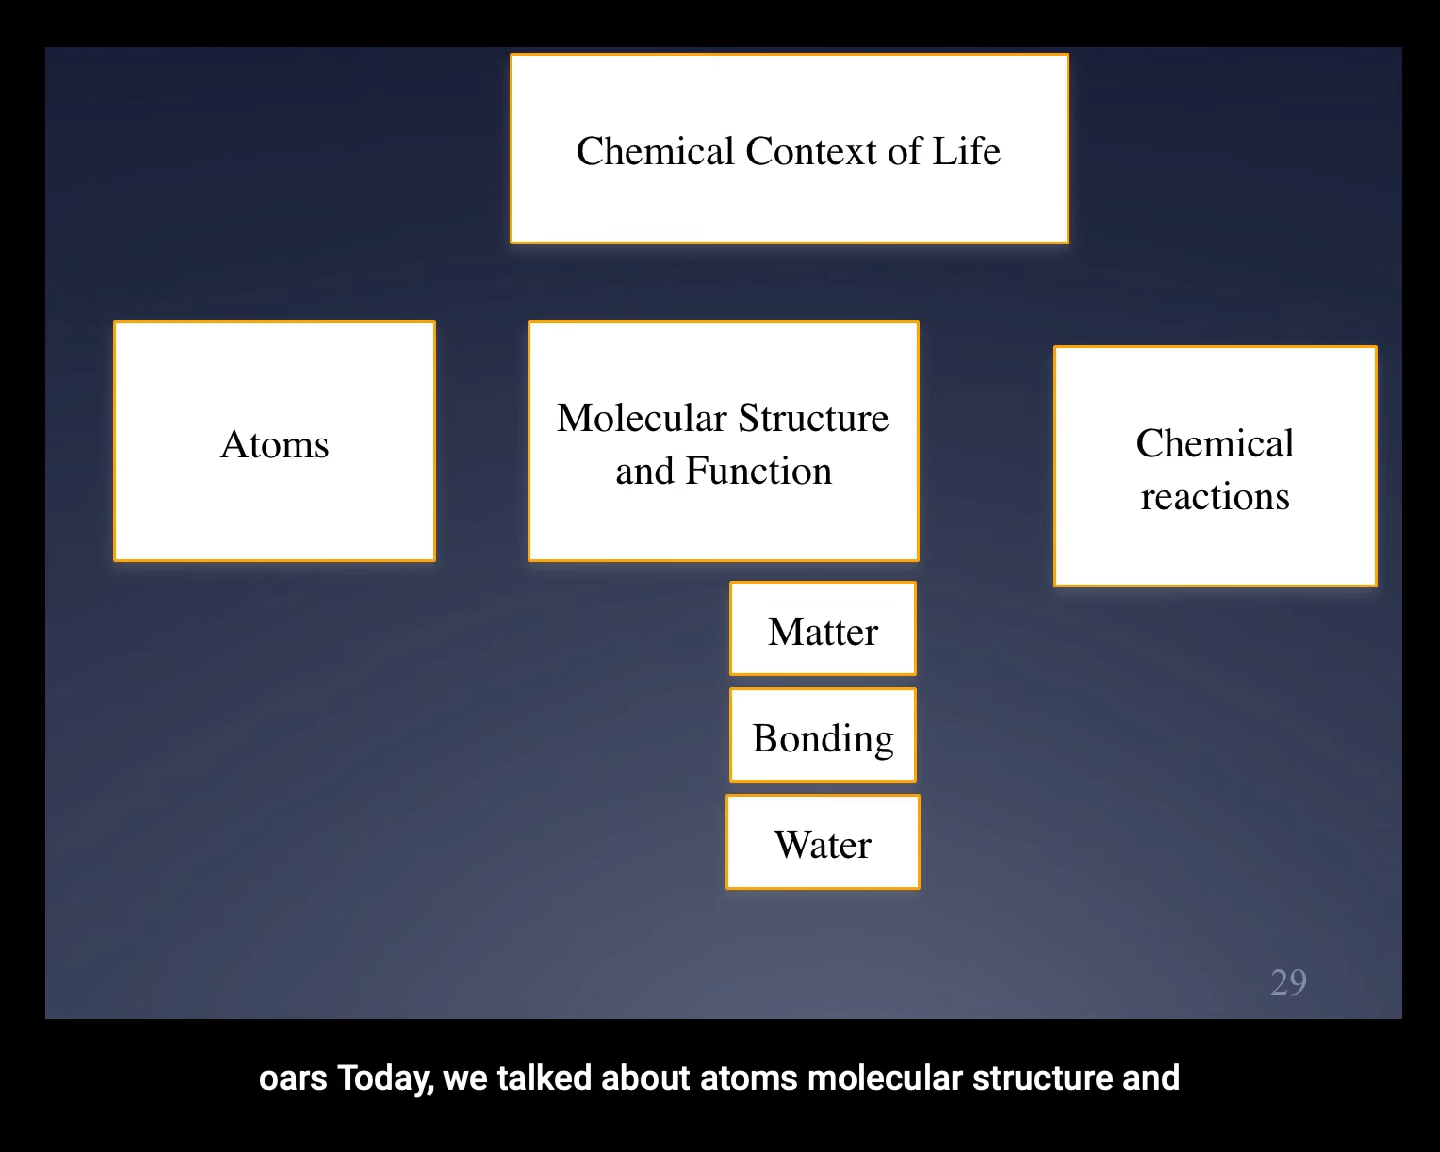 Chemical Context of Life
Atoms
Molecular Structure
and Function
Chemical
reactions
Matter
Bonding
Water
29
oars Today, we talked about atoms molecular structure and